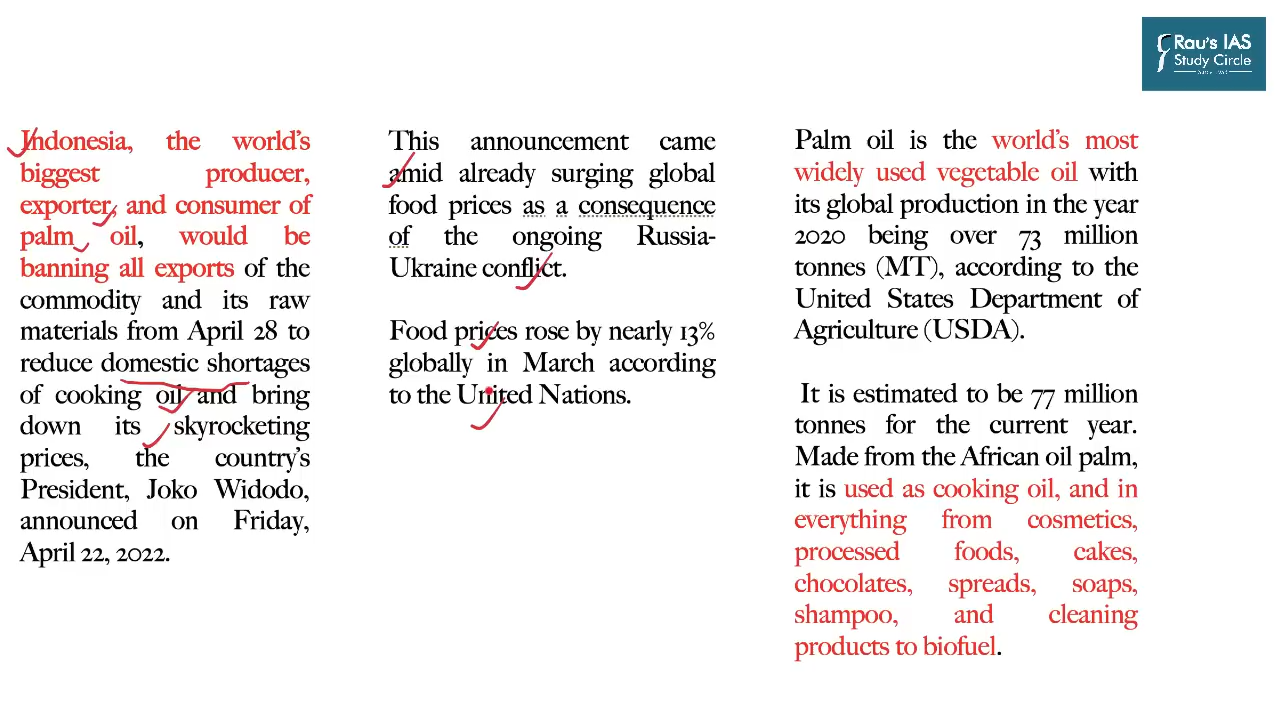 Rau's IAS
Study Circle
Indonesia, the world's
biggest producer,
exporter, and consumer of
palm oil, would be
banning all exports of the
commodity and its raw
materials from April 28 to
reduce domestic shortages
of cooking oil and bring
down its skyrocketing
prices, the country's
President, Joko Widodo,
announced on Friday,
April 22, 2022.
This announcement came
amid already surging global
food prices as a consequence
of the ongoing Russia-
Ukraine conflict.
Food prices rose by nearly 13%
globally in March according
to the United Nations.
Palm oil is the world's most
widely used vegetable oil with
its global production in the year
2020 being over 73 million
tonnes (MT), according to the
United States Department of
Agriculture (USDA).
It is estimated to be 77 million
tonnes for the current year.
Made from the African oil palm,
it is used as cooking oil, and in
everything from cosmetics,
processed foods, cakes,
chocolates, spreads, soaps,
shampoo, and cleaning
products to biofuel.